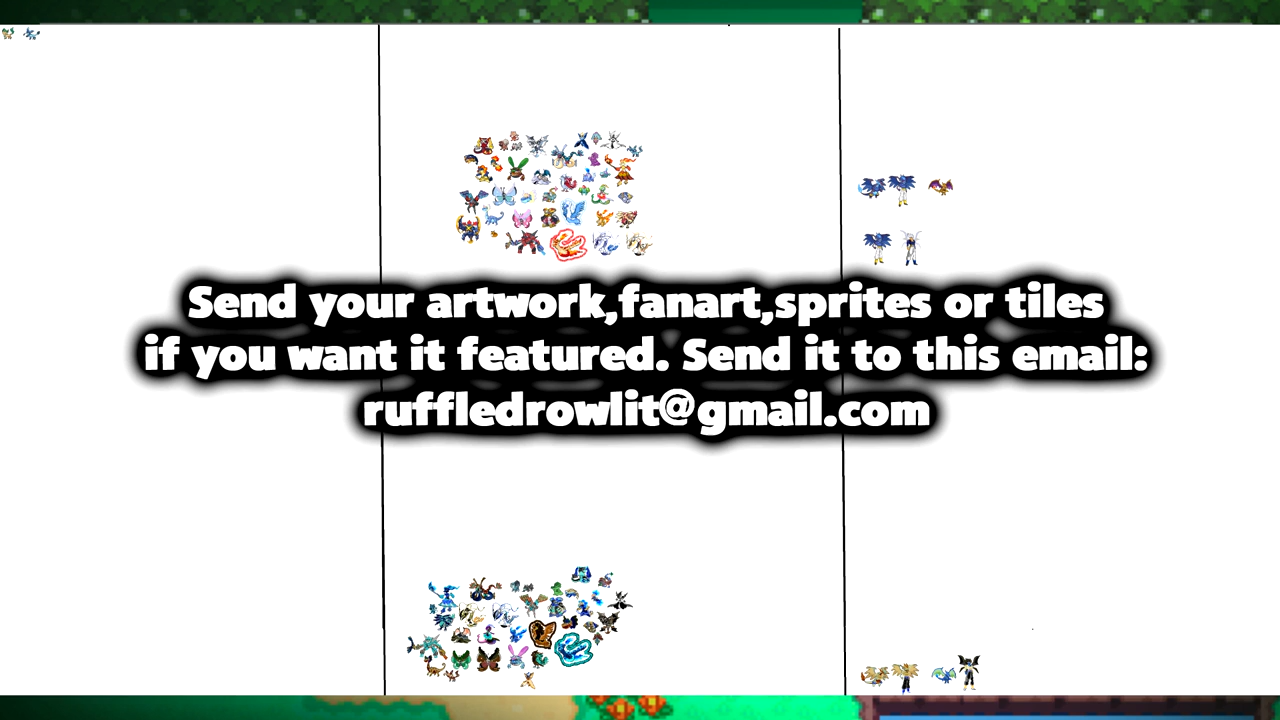 Send your artwork,fanart,sprites or tiles
if you want it featured. Send it to this email:
ruffledrowlit@gmail.com